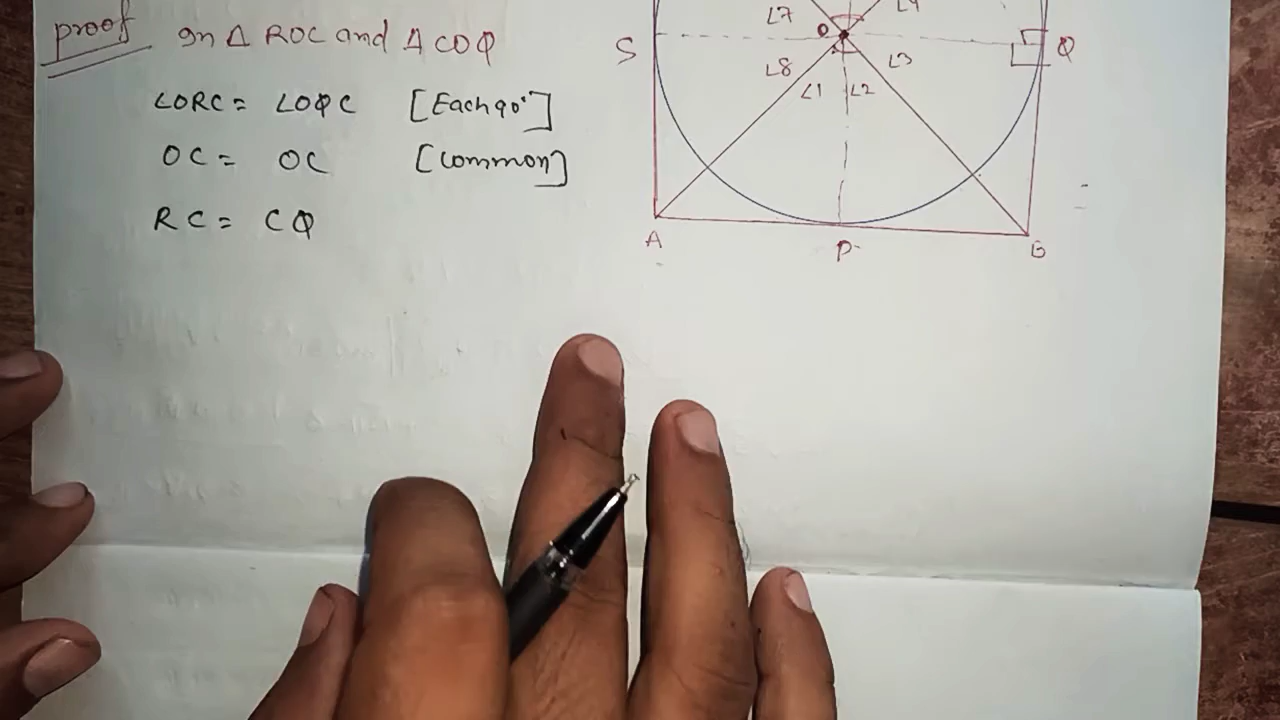 proof In Δ ROC and Δ COQ
∠ORC = ∠OQC [Each 90°]
OC = OC [Common]
RC = CQ
∠7 ∠4
S O Q
∠8 ∠3
∠1 ∠2
A P B